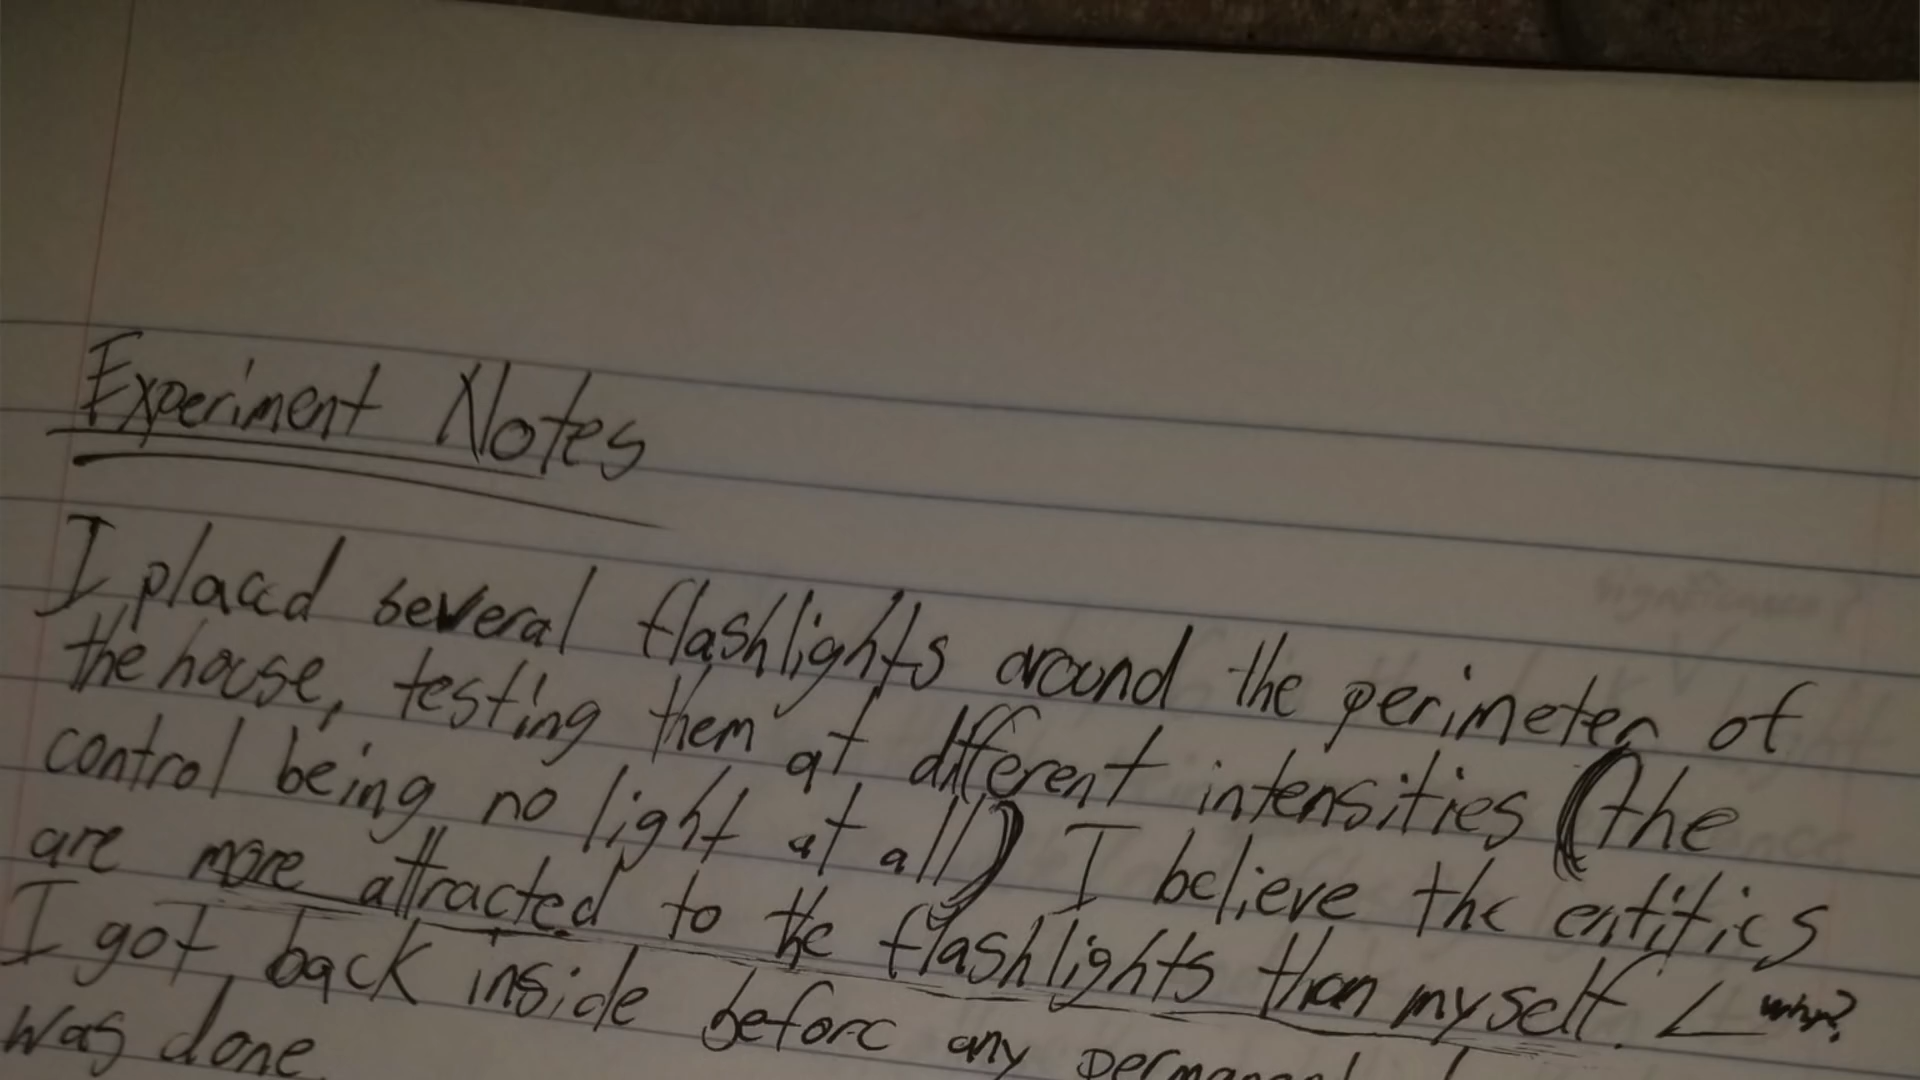 Experiment Notes
I placed several flashlights around the perimeter of
the house, testing them at different intensities (the
control being no light at all) I believe the entities
are more attracted to the flashlights than myself. < why?
I got back inside before any permanent
was done